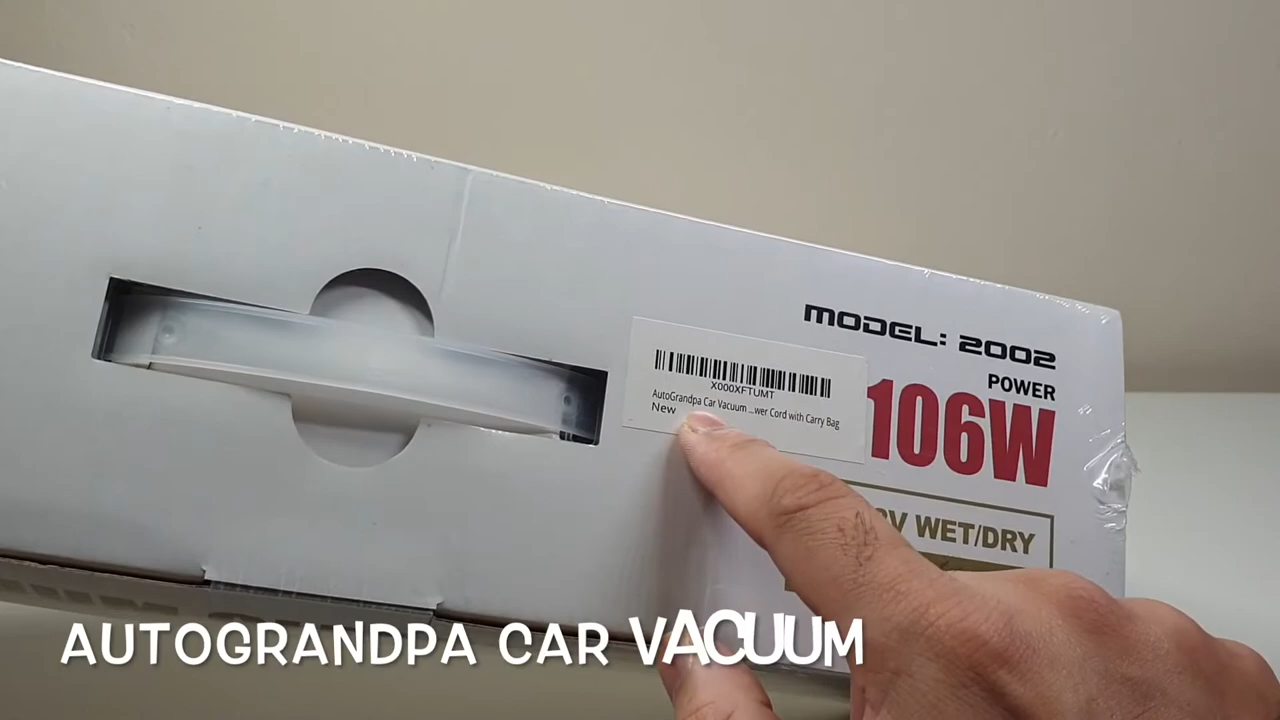 MODEL: 2002
POWER
106W
X000XFTUMT
AutoGrandpa Car Vacuum ...wer Cord with Carry Bag
New
WET/DRY
AUTOGRANDPA CAR VACUUM